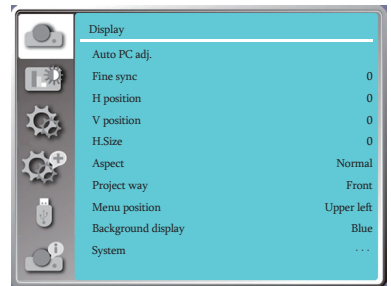 Display
Auto PC adj.
Fine sync 0
H position 0
V position 0
H.Size 0
Aspect Normal
Project way Front
Menu position Upper left
Background display Blue
System ...